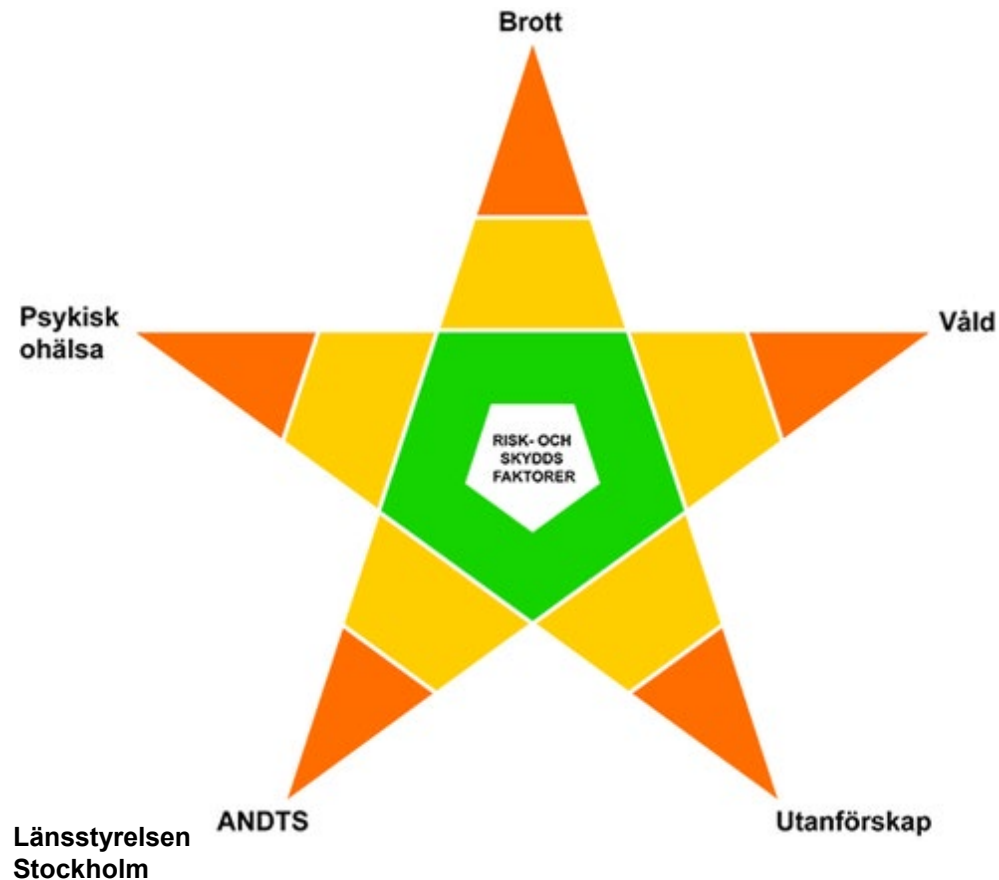 Brott
Psykisk
ohälsa
Våld
RISK- OCH
SKYDDS
FAKTORER
ANDTS
Utanförskap
Länsstyrelsen
Stockholm